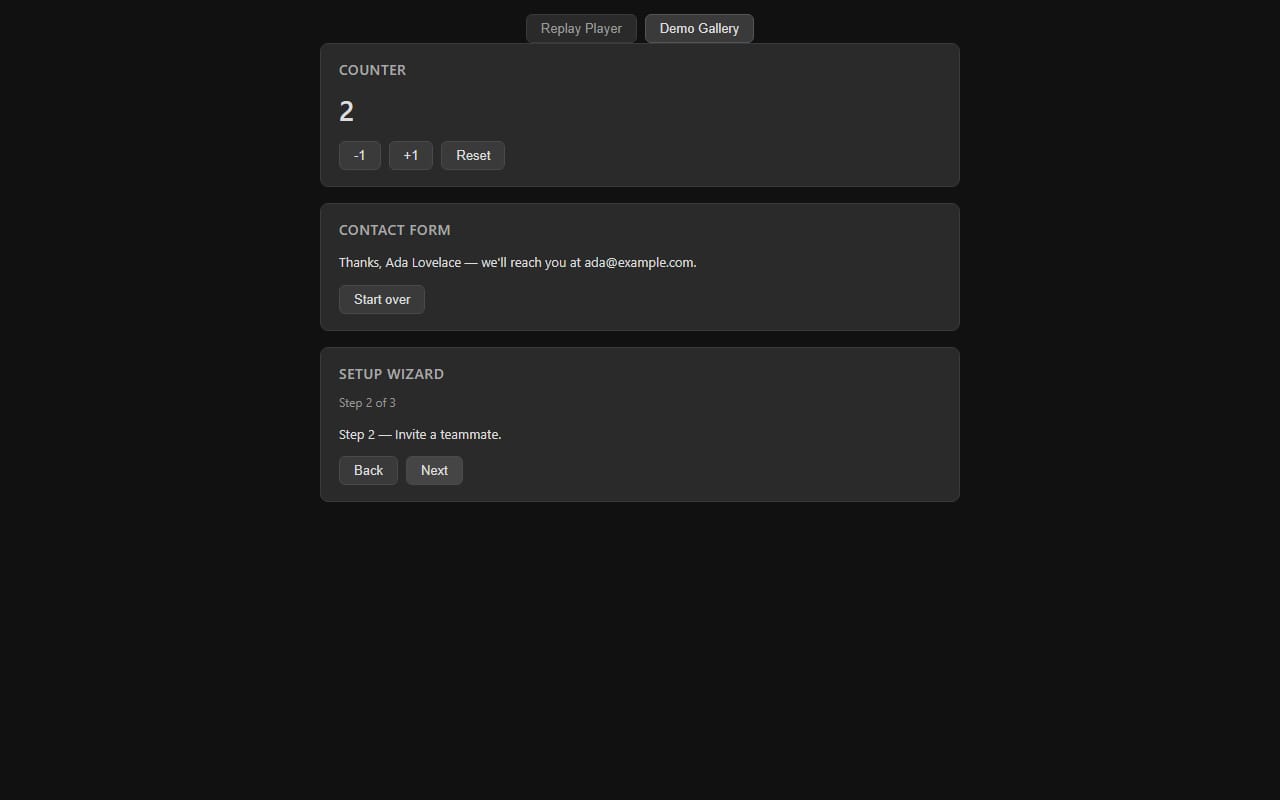 Replay Player Demo Gallery
COUNTER
2
-1 +1 Reset
CONTACT FORM
Thanks, Ada Lovelace — we'll reach you at ada@example.com.
Start over
SETUP WIZARD
Step 2 of 3
Step 2 — Invite a teammate.
Back Next